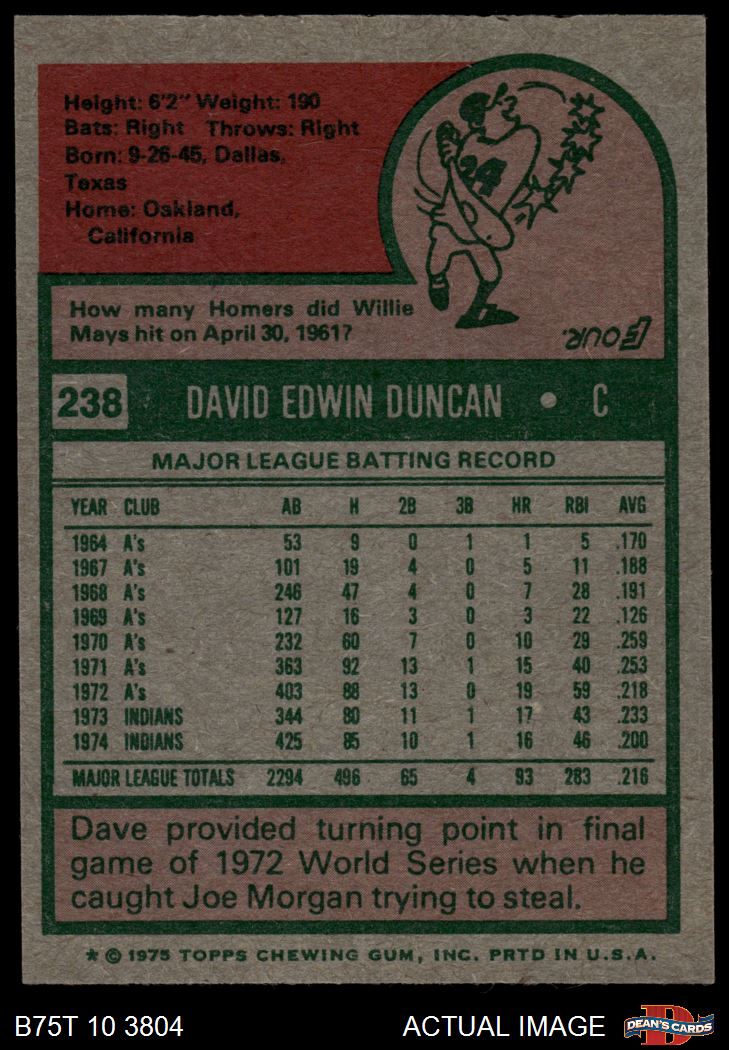 Height: 6'2" Weight: 190
Bats: Right Throws: Right
Born: 9-26-45, Dallas,
Texas
Home: Oakland,
California
24
How many Homers did Willie
Mays hit on April 30, 1961?
FOUR.
238 DAVID EDWIN DUNCAN • C
MAJOR LEAGUE BATTING RECORD
YEAR CLUB AB H 2B 3B HR RBI AVG
1964 A's 53 9 0 1 1 5 .170
1967 A's 101 19 4 0 5 11 .188
1968 A's 246 47 4 0 7 28 .191
1969 A's 127 16 3 0 3 22 .126
1970 A's 232 60 7 0 10 29 .259
1971 A's 363 92 13 1 15 40 .253
1972 A's 403 88 13 0 19 59 .218
1973 INDIANS 344 80 11 1 17 43 .233
1974 INDIANS 425 85 10 1 16 46 .200
MAJOR LEAGUE TOTALS 2294 496 65 4 93 283 .216
Dave provided turning point in final
game of 1972 World Series when he
caught Joe Morgan trying to steal.
* © 1975 TOPPS CHEWING GUM, INC. PRTD IN U.S.A.
B75T 10 3804 ACTUAL IMAGE DEAN'S CARDS